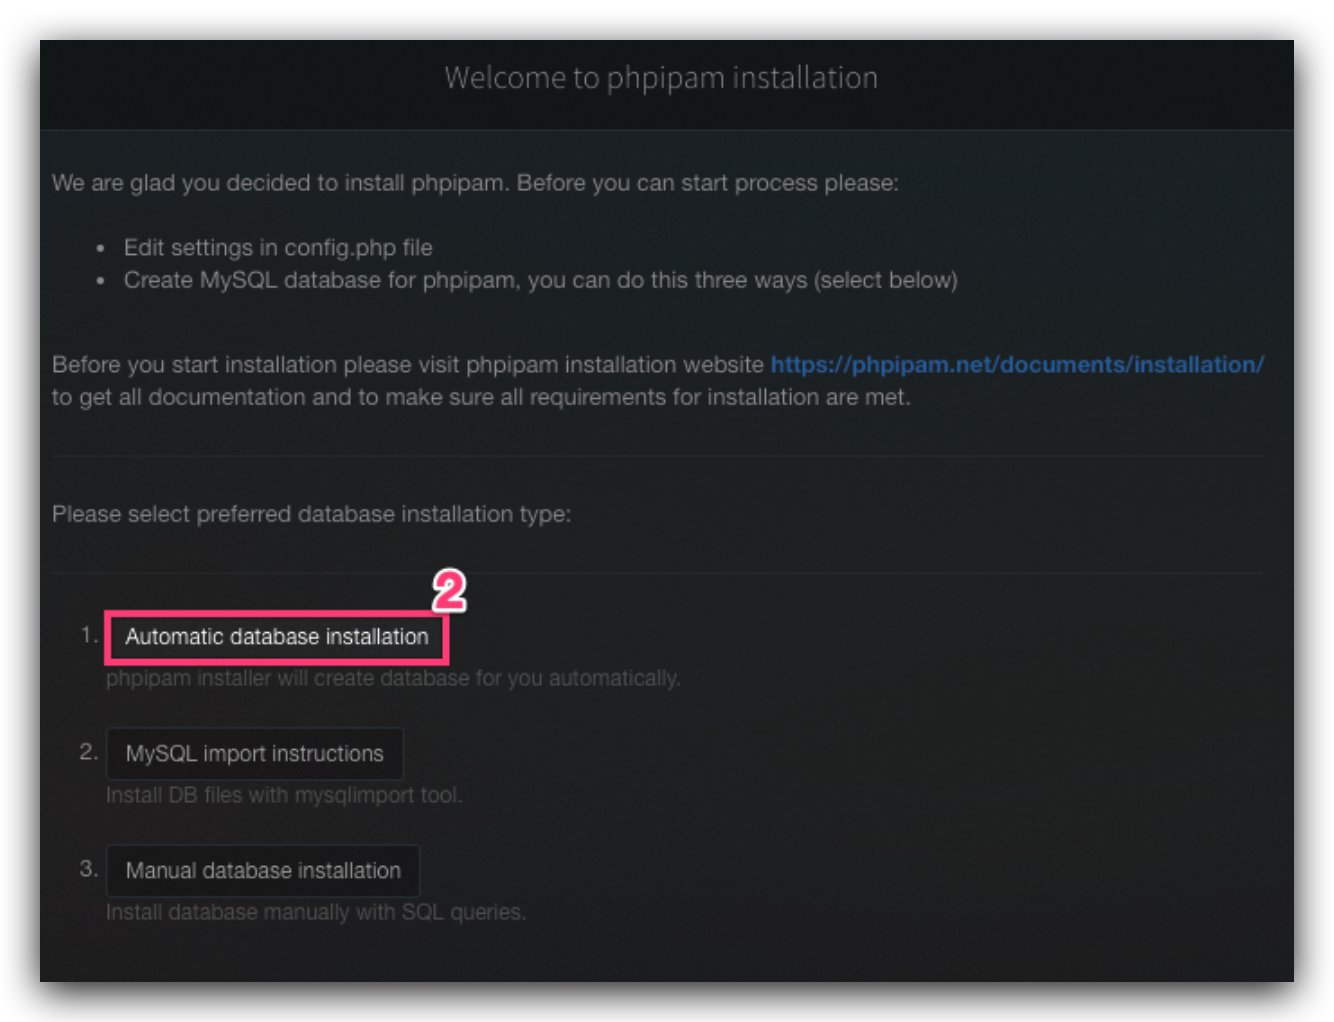 Welcome to phpipam installation
We are glad you decided to install phpipam. Before you can start process please:
• Edit settings in config.php file
• Create MySQL database for phpipam, you can do this three ways (select below)
Before you start installation please visit phpipam installation website https://phpipam.net/documents/installation/
to get all documentation and to make sure all requirements for installation are met.
Please select preferred database installation type:
2
1. Automatic database installation
phpipam installer will create database for you automatically.
2. MySQL import instructions
Install DB files with mysqlimport tool.
3. Manual database installation
Install database manually with SQL queries.